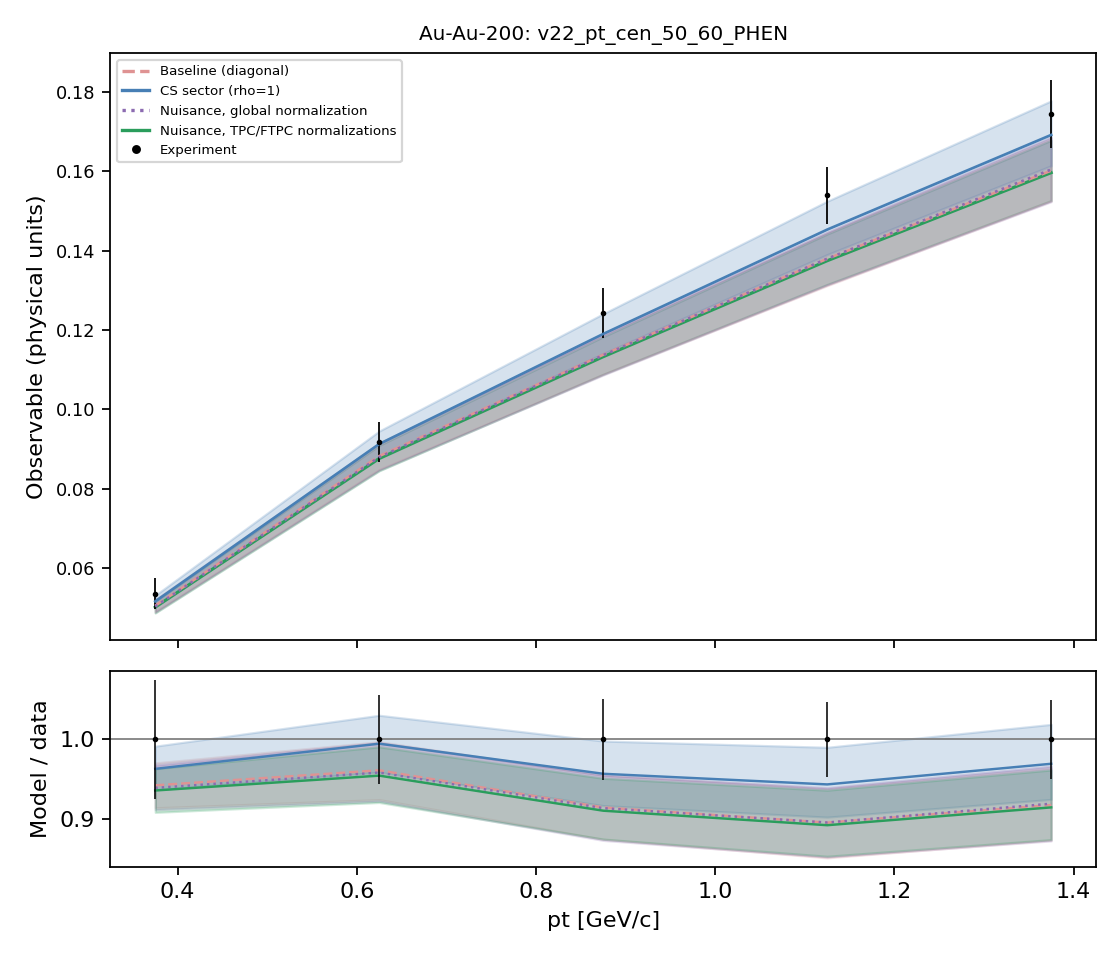 Au-Au-200: v22_pt_cen_50_60_PHEN
Baseline (diagonal)
CS sector (rho=1)
Nuisance, global normalization
Nuisance, TPC/FTPC normalizations
Experiment
Observable (physical units)
0.18
0.16
0.14
0.12
0.10
0.08
0.06
Model / data
1.0
0.9
0.4
0.6
0.8
1.0
1.2
1.4
pt [GeV/c]